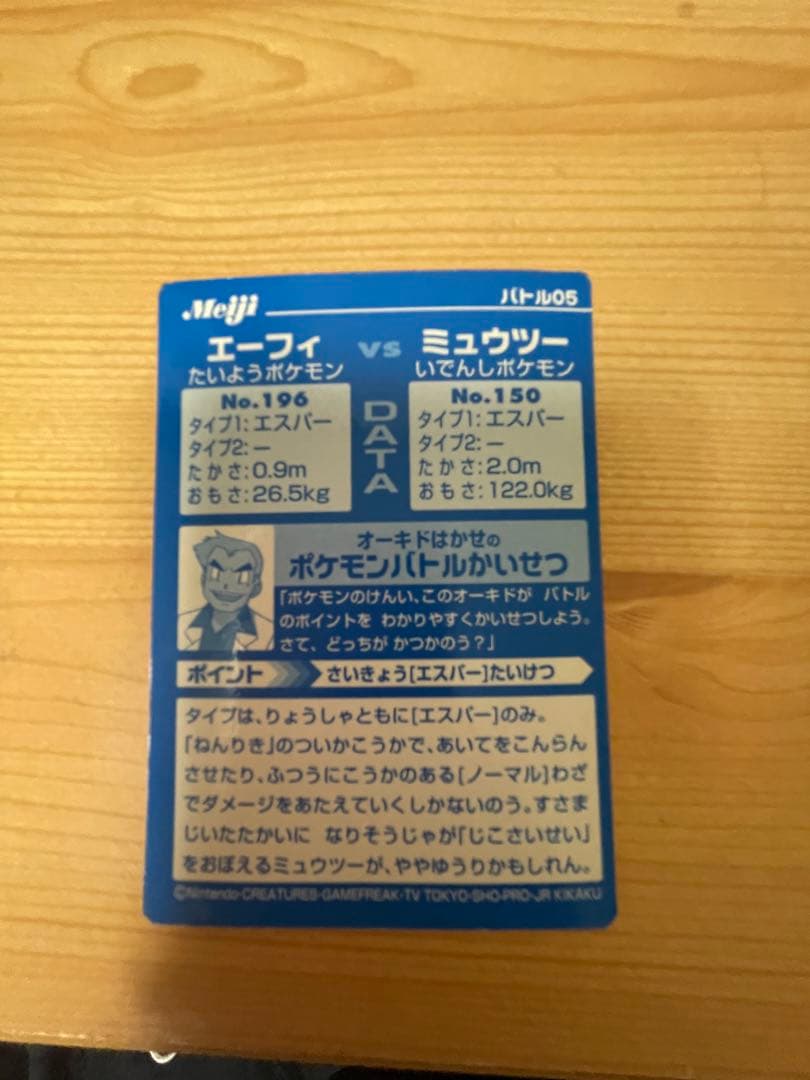 Meiji
バトル05
エーフィ vs ミュウツー
たいようポケモン
いでんしポケモン
DATA
No.196
タイプ1:エスパー
タイプ2:ー
たかさ:0.9m
おもさ:26.5kg
No.150
タイプ1:エスパー
タイプ2:ー
たかさ:2.0m
おもさ:122.0kg
オーキドはかせの
ポケモンバトルかいせつ
「ポケモンのけんい、このオーキドが バトル
のポイントを わかりやすくかいせつしよう。
さて、どっちが かつかのう?」
ポイント さいきょう[エスパー]たいけつ
タイプは、りょうしゃともに[エスパー]のみ。
「ねんりき」のついかこうかで、あいてをこんらん
させたり、ふつうにこうかのある[ノーマル]わざ
でダメージをあたえていくしかないのう。すさま
じいたたかいに なりそうじゃが「じこさいせい」
をおぼえるミュウツーが、ややゆうりかもしれん。
©Nintendo・CREATURES・GAMEFREAK・TV TOKYO・SHO-PRO・JR KIKAKU